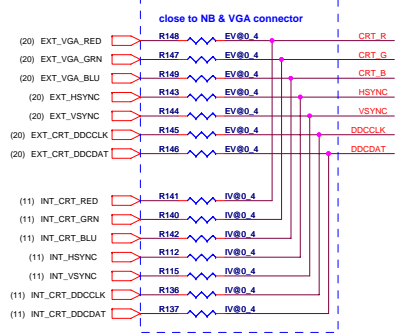 close to NB & VGA connector
(20) EXT_VGA_RED R148 EV@0_4 CRT_R
(20) EXT_VGA_GRN R147 EV@0_4 CRT_G
(20) EXT_VGA_BLU R149 EV@0_4 CRT_B
(20) EXT_HSYNC R143 EV@0_4 HSYNC
(20) EXT_VSYNC R144 EV@0_4 VSYNC
(20) EXT_CRT_DDCCLK R145 EV@0_4 DDCCLK
(20) EXT_CRT_DDCDAT R146 EV@0_4 DDCDAT
(11) INT_CRT_RED R141 IV@0_4
(11) INT_CRT_GRN R140 IV@0_4
(11) INT_CRT_BLU R142 IV@0_4
(11) INT_HSYNC R112 IV@0_4
(11) INT_VSYNC R115 IV@0_4
(11) INT_CRT_DDCCLK R136 IV@0_4
(11) INT_CRT_DDCDAT R137 IV@0_4